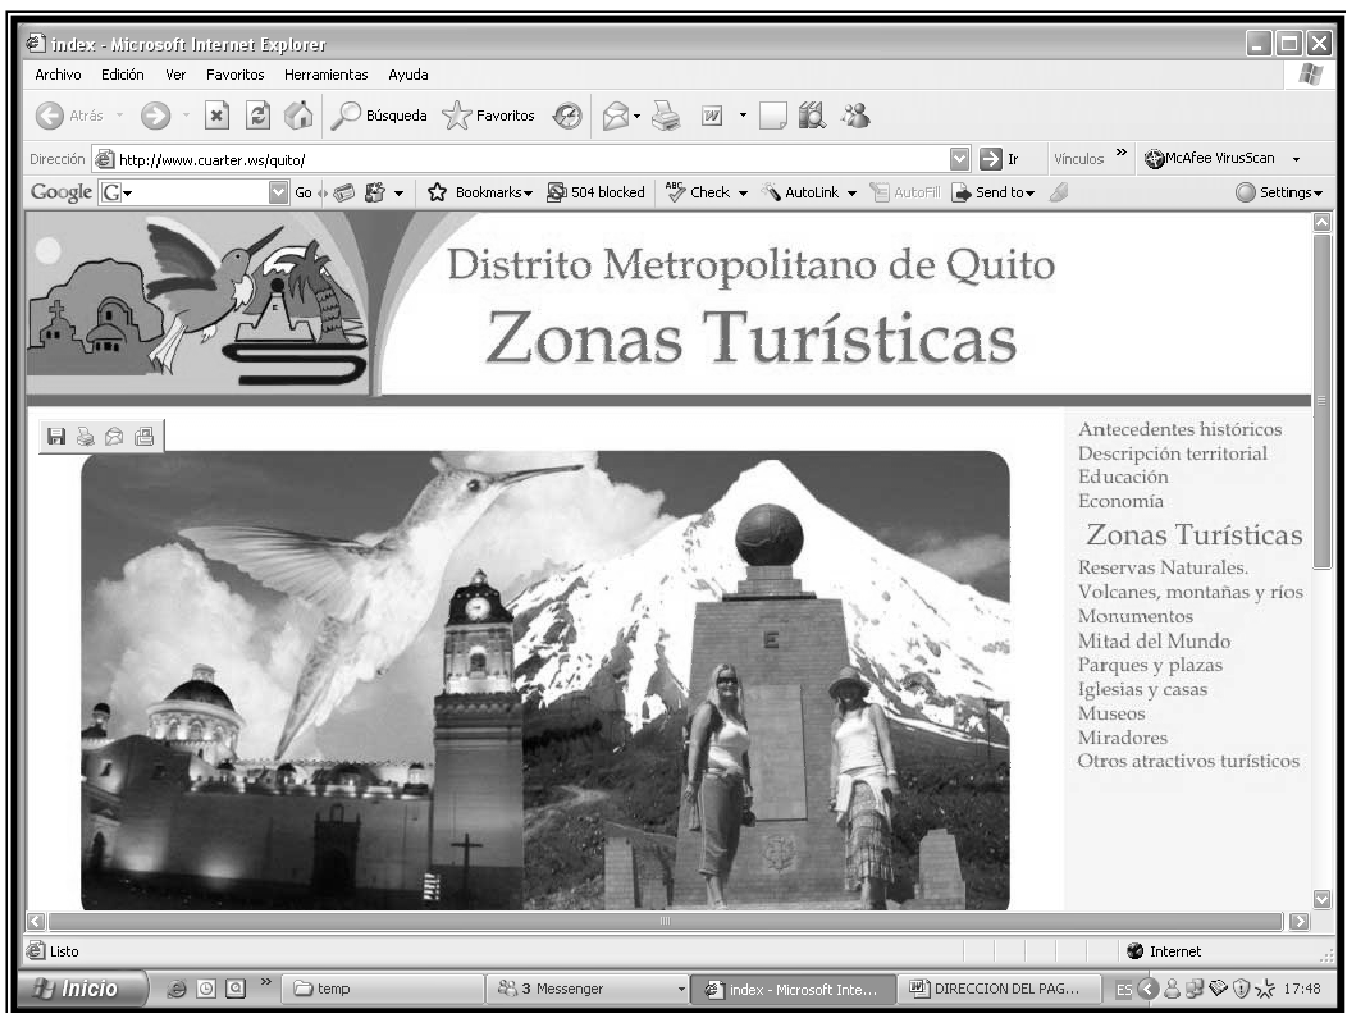 index - Microsoft Internet Explorer
Archivo Edición Ver Favoritos Herramientas Ayuda
Atrás Búsqueda Favoritos
Dirección http://www.cuarter.ws/quito/ Ir Vínculos » McAfee VirusScan
Google G Go Bookmarks 504 blocked ABC Check AutoLink AutoFill Send to Settings
Distrito Metropolitano de Quito
Zonas Turísticas
Antecedentes históricos
Descripción territorial
Educación
Economía
Zonas Turísticas
Reservas Naturales.
Volcanes, montañas y ríos
Monumentos
Mitad del Mundo
Parques y plazas
Iglesias y casas
Museos
Miradores
Otros atractivos turísticos
E
Listo Internet
Inicio » temp 3 Messenger index - Microsoft Inte... DIRECCION DEL PAG... ES 17:48